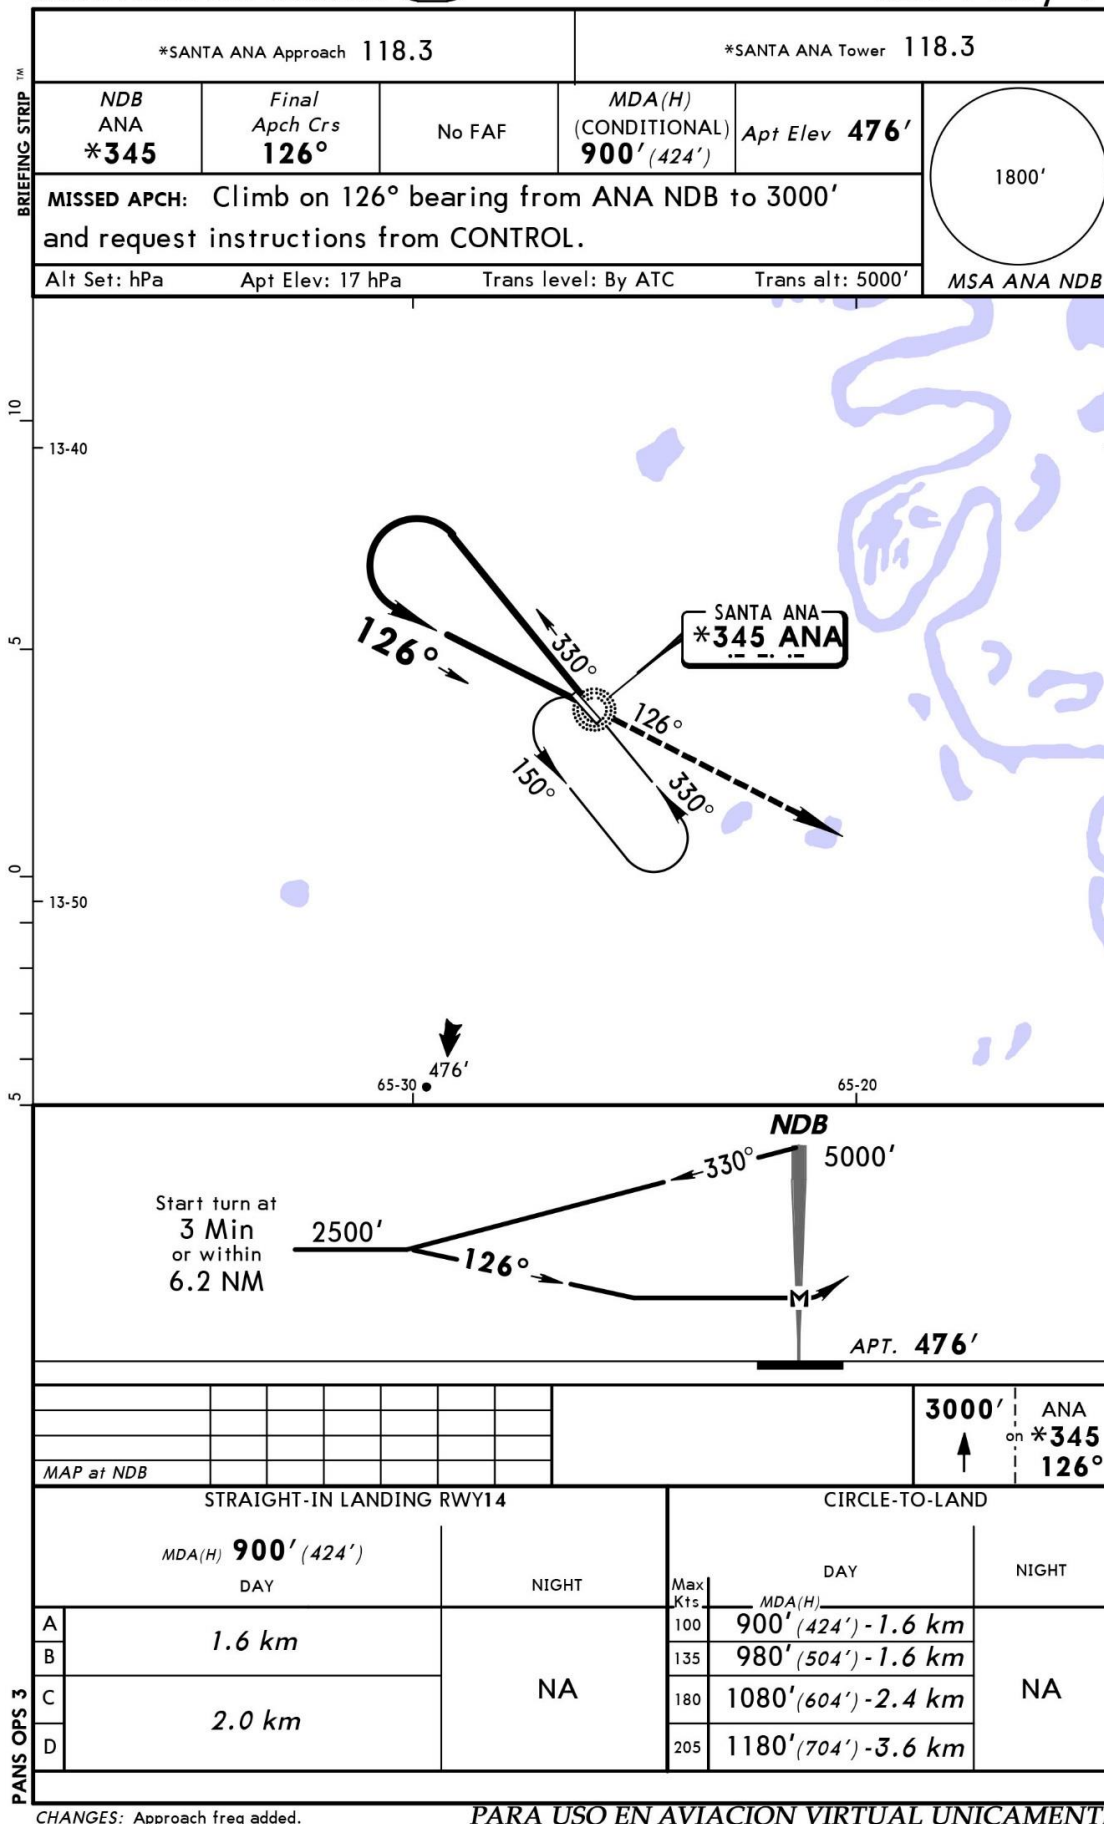 *SANTA ANA Approach 118.3
*SANTA ANA Tower 118.3
BRIEFING STRIP TM
NDB
ANA
*345
Final
Apch Crs
126°
No FAF
MDA(H)
(CONDITIONAL)
900' (424')
Apt Elev 476'
1800'
MSA ANA NDB
MISSED APCH: Climb on 126° bearing from ANA NDB to 3000'
and request instructions from CONTROL.
Alt Set: hPa Apt Elev: 17 hPa Trans level: By ATC Trans alt: 5000'
10
13-40
5
SANTA ANA
*345 ANA
126°
330°
126°
150°
330°
0
13-50
476'
65-30
65-20
5
NDB
5000'
330°
Start turn at
3 Min
or within
6.2 NM
2500'
126°
M
APT. 476'
MAP at NDB
3000'
on
ANA
*345
126°
STRAIGHT-IN LANDING RWY14
CIRCLE-TO-LAND
MDA(H) 900' (424')
DAY
NIGHT
DAY
NIGHT
Max
Kts
MDA(H)
A
B
1.6 km
C
D
2.0 km
NA
100 900' (424') -1.6 km
135 980' (504') -1.6 km
180 1080' (604') -2.4 km
205 1180' (704') -3.6 km
NA
PANS OPS 3
CHANGES: Approach freq added.
PARA USO EN AVIACION VIRTUAL